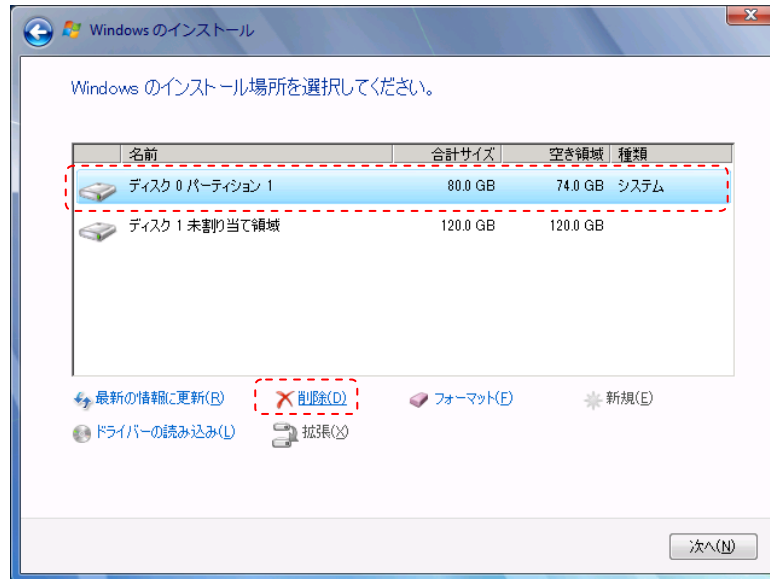 Windows のインストール
Windows のインストール場所を選択してください。
名前 合計サイズ 空き領域 種類
ディスク 0 パーティション 1 80.0 GB 74.0 GB システム
ディスク 1 未割り当て領域 120.0 GB 120.0 GB
最新の情報に更新(R) 削除(D) フォーマット(F) 新規(E)
ドライバーの読み込み(L) 拡張(X)
次へ(N)